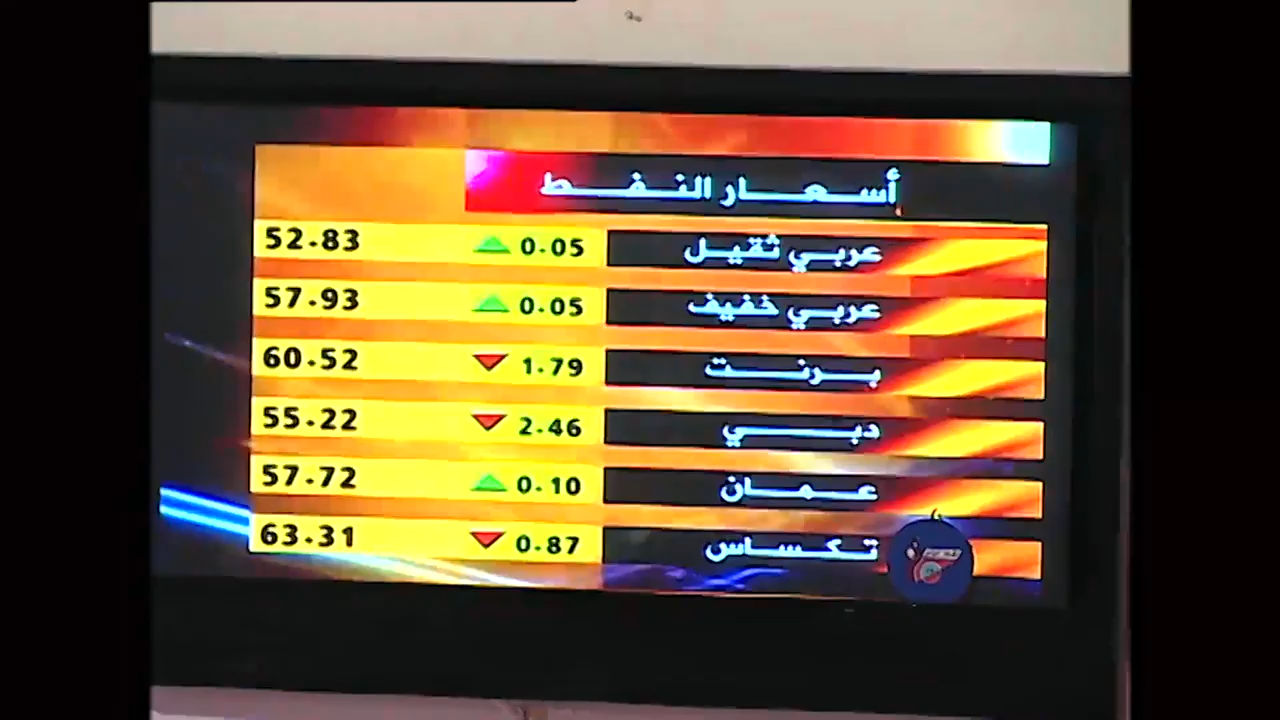 أسعار النفط
عربي ثقيل 0.05 52.83
عربي خفيف 0.05 57.93
برنت 1.79 60.52
دبي 2.46 55.22
عمان 0.10 57.72
تكساس 0.87 63.31